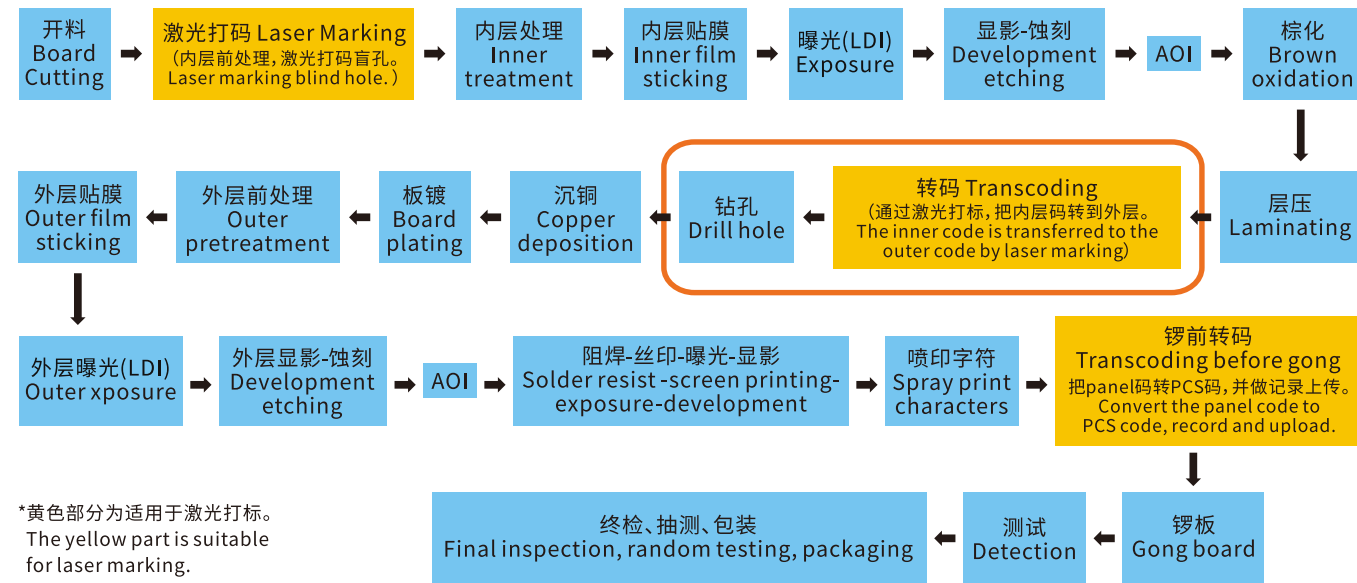 开料
Board
Cutting
激光打码 Laser Marking
（内层前处理，激光打码盲孔。
Laser marking blind hole.）
内层处理
Inner
treatment
内层贴膜
Inner film
sticking
曝光(LDI)
Exposure
显影-蚀刻
Development
etching
AOI
棕化
Brown
oxidation
外层贴膜
Outer film
sticking
外层前处理
Outer
pretreatment
板镀
Board
plating
沉铜
Copper
deposition
钻孔
Drill hole
转码 Transcoding
（通过激光打标，把内层码转到外层。
The inner code is transferred to the
outer code by laser marking）
层压
Laminating
外层曝光(LDI)
Outer xposure
外层显影-蚀刻
Development
etching
AOI
阻焊-丝印-曝光-显影
Solder resist -screen printing-
exposure-development
喷印字符
Spray print
characters
锣前转码
Transcoding before gong
把panel码转PCS码，并做记录上传。
Convert the panel code to
PCS code, record and upload.
*黄色部分为适用于激光打标。
The yellow part is suitable
for laser marking.
终检、抽测、包装
Final inspection, random testing, packaging
测试
Detection
锣板
Gong board